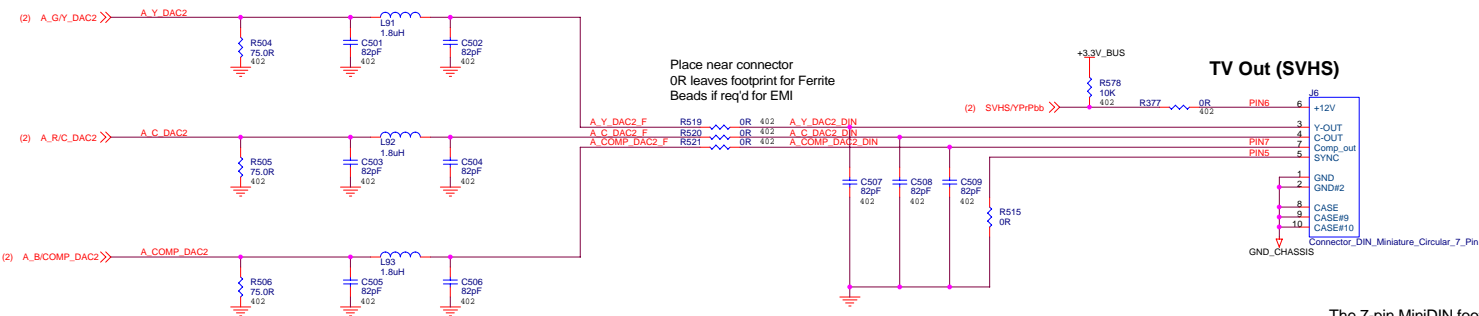 (2) A_G/Y_DAC2
A_Y_DAC2
L91
1.8uH
R504
75.0R
402
C501
82pF
402
C502
82pF
402
Place near connector
0R leaves footprint for Ferrite
Beads if req'd for EMI
+3.3V_BUS
R578
10K
402
TV Out (SVHS)
(2) SVHS/YPrPbb
R377
0R
402
PIN6
J6
6 +12V
3 Y-OUT
4 C-OUT
7 Comp_out
5 SYNC
1 GND
2 GND#2
8 CASE
9 CASE#9
10 CASE#10
Connector_DIN_Miniature_Circular_7_Pin
GND_CHASSIS
PIN7
PIN5
(2) A_R/C_DAC2
A_C_DAC2
L92
1.8uH
R505
75.0R
402
C503
82pF
402
C504
82pF
402
A_Y_DAC2_F R519 0R 402 A_Y_DAC2_DIN
A_C_DAC2_F R520 0R 402 A_C_DAC2_DIN
A_COMP_DAC2_F R521 0R 402 A_COMP_DAC2_DIN
C507
82pF
402
C508
82pF
402
C509
82pF
402
R515
0R
(2) A_B/COMP_DAC2
A_COMP_DAC2
L93
1.8uH
R506
75.0R
402
C505
82pF
402
C506
82pF
402
The 7-pin MiniDIN foo